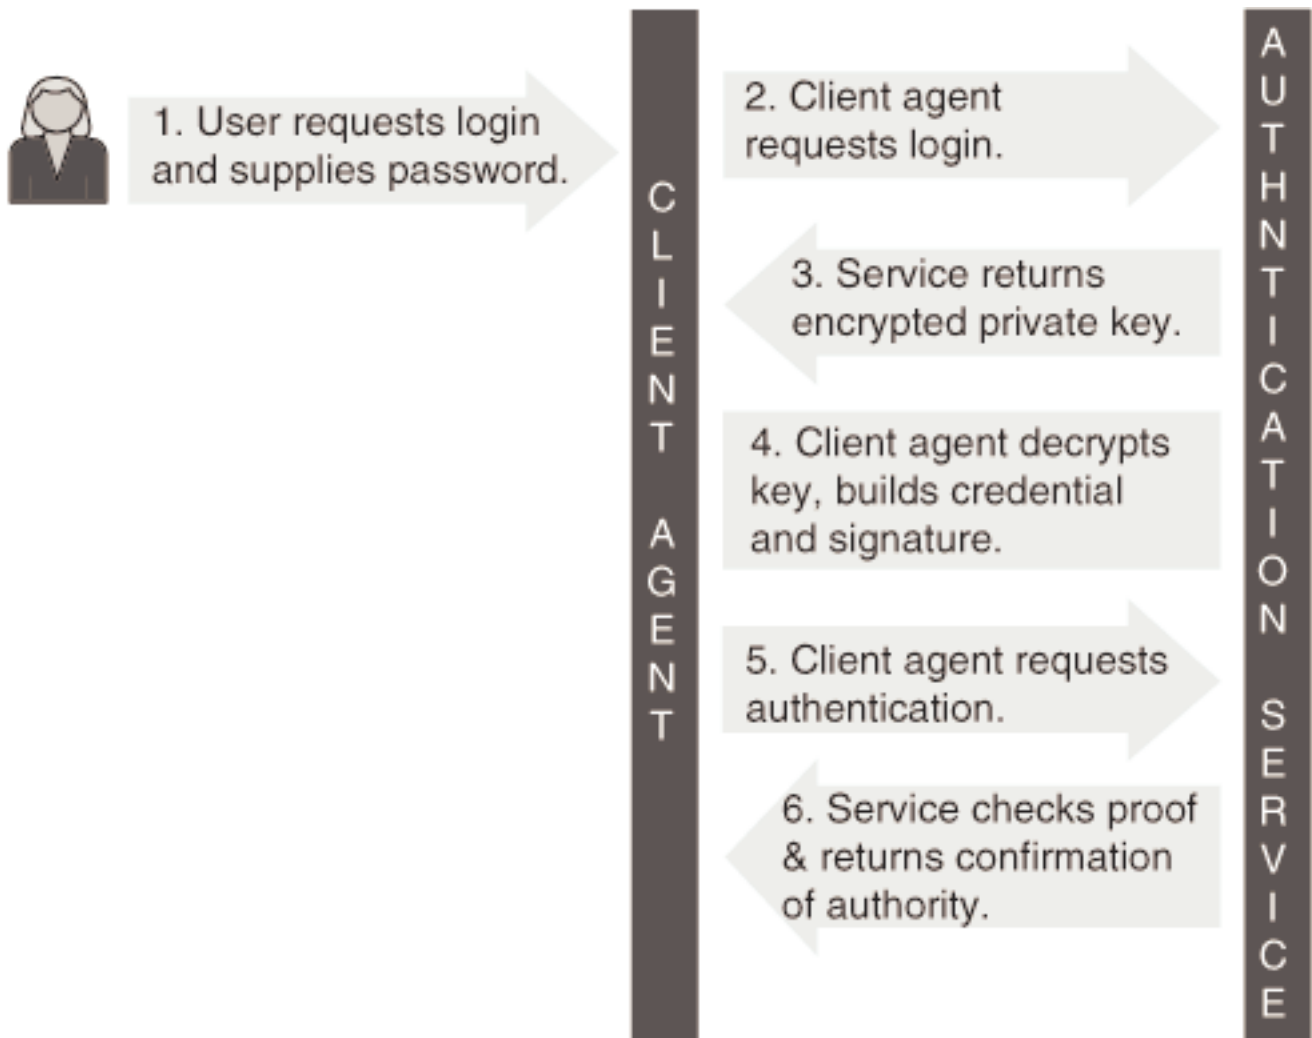 1. User requests login
and supplies password.
CLIENT AGENT
2. Client agent
requests login.
3. Service returns
encrypted private key.
4. Client agent decrypts
key, builds credential
and signature.
5. Client agent requests
authentication.
6. Service checks proof
& returns confirmation
of authority.
AUTHNTICATION SERVICE